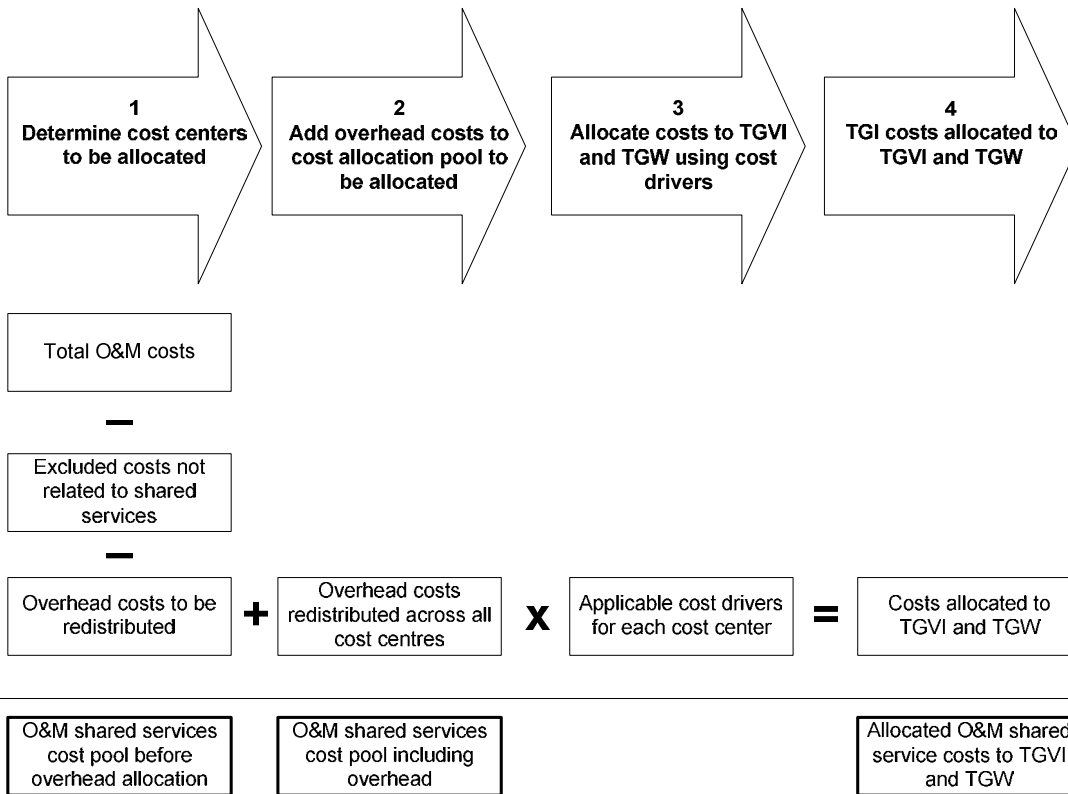 1
Determine cost centers
to be allocated
2
Add overhead costs to
cost allocation pool to
be allocated
3
Allocate costs to TGVI
and TGW using cost
drivers
4
TGI costs allocated to
TGVI and TGW
Total O&M costs
–
Excluded costs not
related to shared
services
–
Overhead costs to be
redistributed
+
Overhead costs
redistributed across all
cost centres
x
Applicable cost drivers
for each cost center
=
Costs allocated to
TGVI and TGW
O&M shared services
cost pool before
overhead allocation
O&M shared services
cost pool including
overhead
Allocated O&M shared
service costs to TGVI
and TGW